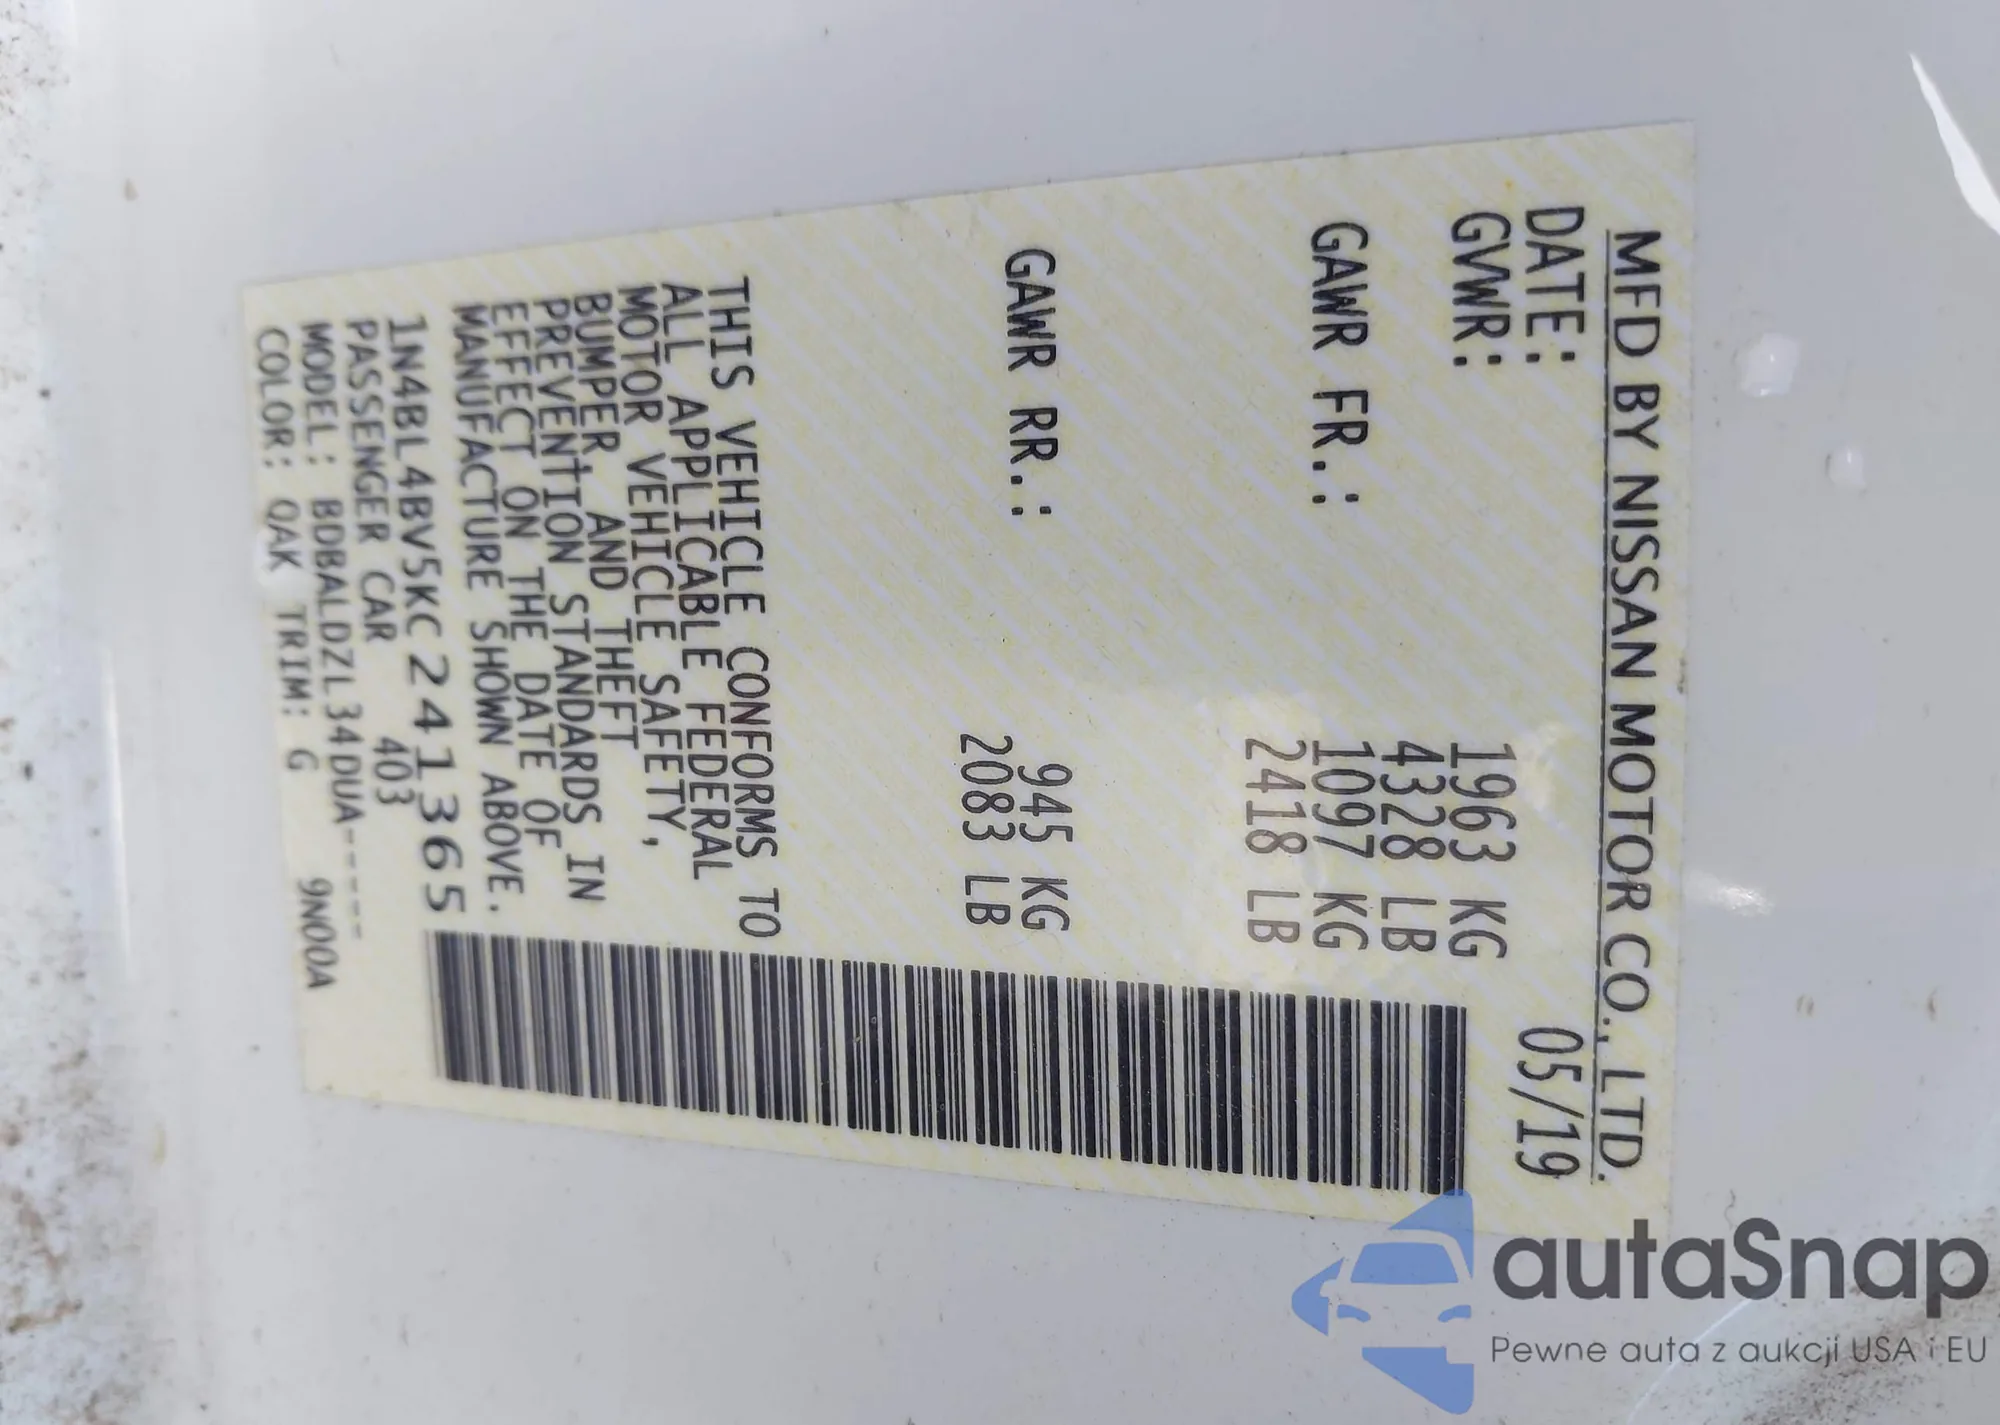 MFD BY NISSAN MOTOR CO., LTD.
DATE: 05/19
GVWR: 1963 KG
4328 LB
GAWR FR.: 1097 KG
2418 LB
GAWR RR.: 945 KG
2083 LB
THIS VEHICLE CONFORMS TO
ALL APPLICABLE FEDERAL
MOTOR VEHICLE SAFETY,
BUMPER, AND THEFT
PREVENTION STANDARDS IN
EFFECT ON THE DATE OF
MANUFACTURE SHOWN ABOVE.
1N4BL4BV5KC241365
PASSENGER CAR 403
MODEL: BDBALDZL34DUA-----
COLOR: QAK TRIM: G 9N00A
autaSnap
Pewne auta z aukcji USA i EU